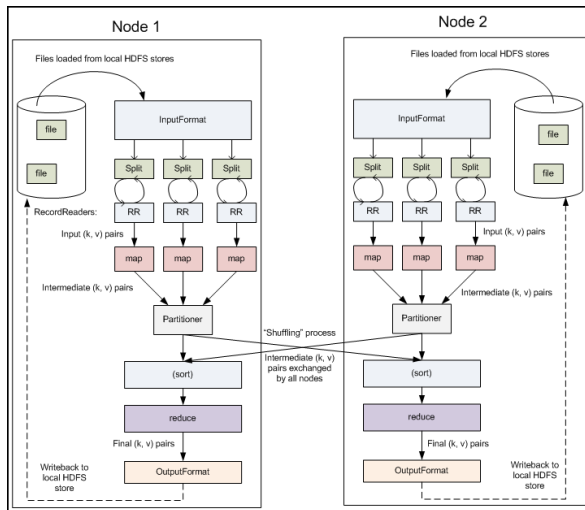 Node 1
Files loaded from local HDFS stores
InputFormat
file
file
Split
Split
Split
RecordReaders:
RR
RR
RR
Input (k, v) pairs
map
map
map
Intermediate (k, v) pairs
Partitioner
(sort)
reduce
Final (k, v) pairs
Writeback to
local HDFS
store
OutputFormat
"Shuffling" process
Intermediate (k, v)
pairs exchanged
by all nodes
Node 2
Files loaded from local HDFS stores
InputFormat
file
file
Split
Split
Split
RR
RR
RR
Input (k, v) pairs
map
map
map
Intermediate (k, v) pairs
Partitioner
(sort)
reduce
Final (k, v) pairs
Writeback to
local HDFS
store
OutputFormat